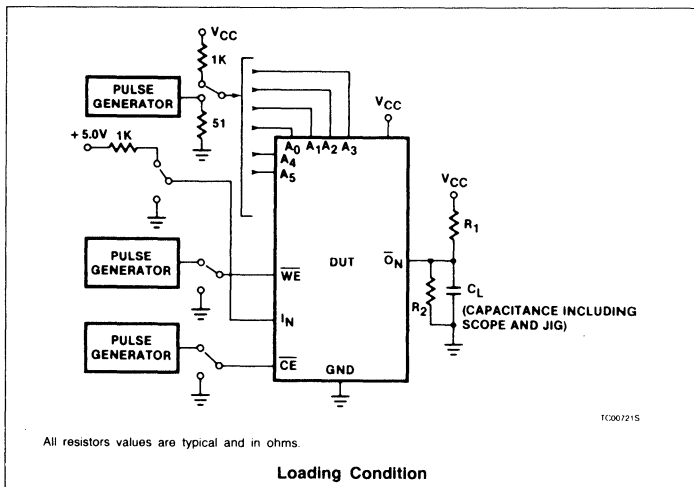 VCC
1K
PULSE
GENERATOR
51
+ 5.0V
1K
A0 A1 A2 A3
A4
A5
VCC
VCC
R1
DUT
ON
R2
CL
(CAPACITANCE INCLUDING
SCOPE AND JIG)
PULSE
GENERATOR
WE
IN
PULSE
GENERATOR
CE
GND
TC00721S
All resistors values are typical and in ohms.
Loading Condition